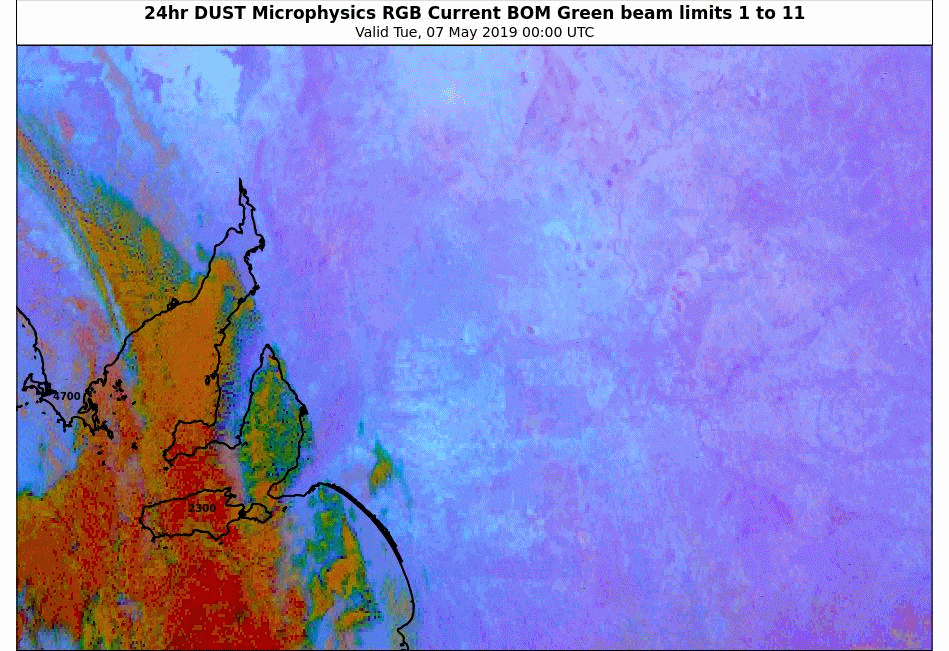 24hr DUST Microphysics RGB Current BOM Green beam limits 1 to 11
Valid Tue, 07 May 2019 00:00 UTC
4700
2300